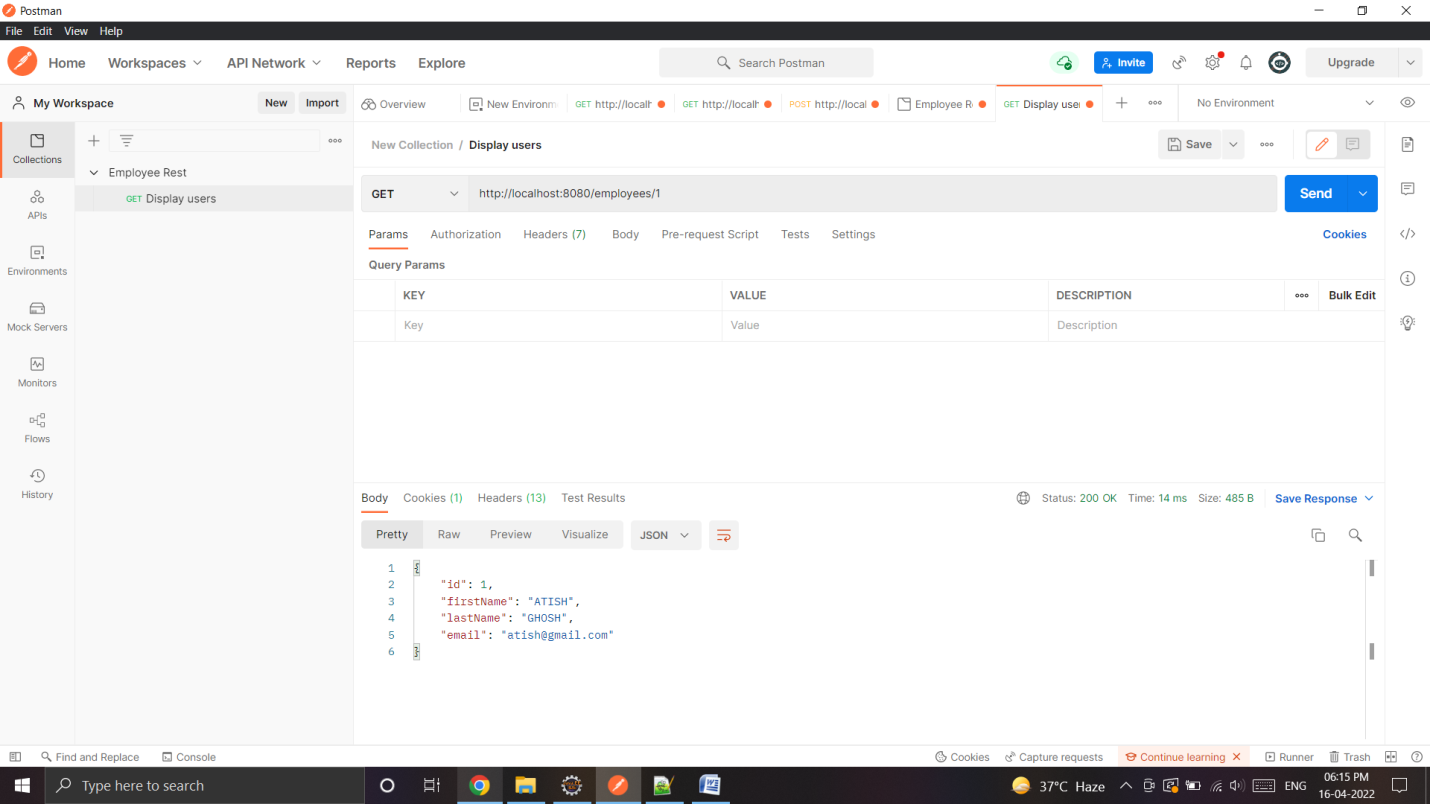 Postman
File Edit View Help
Home Workspaces API Network Reports Explore Search Postman Invite Upgrade
My Workspace New Import Overview New Environm GET http://localh GET http://localh POST http://local Employee R GET Display user No Environment
Collections
APIs
Environments
Mock Servers
Monitors
Flows
History
Employee Rest
GET Display users
New Collection / Display users Save
GET http://localhost:8080/employees/1 Send
Params Authorization Headers (7) Body Pre-request Script Tests Settings Cookies
Query Params
KEY VALUE DESCRIPTION Bulk Edit
Key Value Description
Body Cookies (1) Headers (13) Test Results Status: 200 OK Time: 14 ms Size: 485 B Save Response
Pretty Raw Preview Visualize JSON
1 {
2 "id": 1,
3 "firstName": "ATISH",
4 "lastName": "GHOSH",
5 "email": "atish@gmail.com"
6 }
Find and Replace Console Cookies Capture requests Continue learning Runner Trash
Type here to search 37°C Haze ENG 06:15 PM
16-04-2022